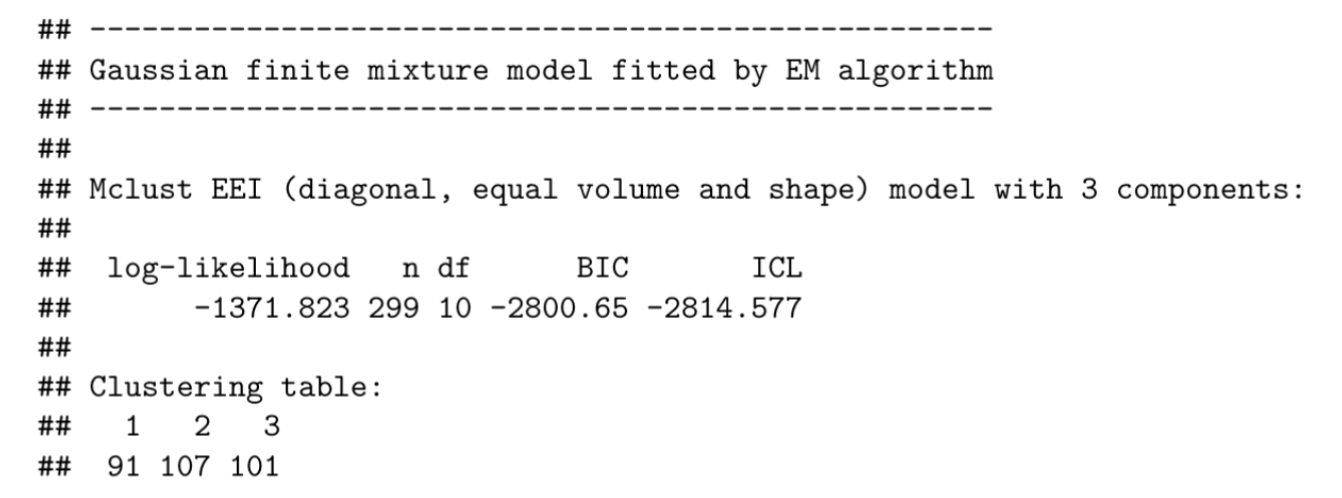 ## ----------------------------------------------------
## Gaussian finite mixture model fitted by EM algorithm
## ----------------------------------------------------
##
## Mclust EEI (diagonal, equal volume and shape) model with 3 components:
##
##  log-likelihood   n df      BIC       ICL
##       -1371.823 299 10 -2800.65 -2814.577
##
## Clustering table:
##   1   2   3
##  91 107 101